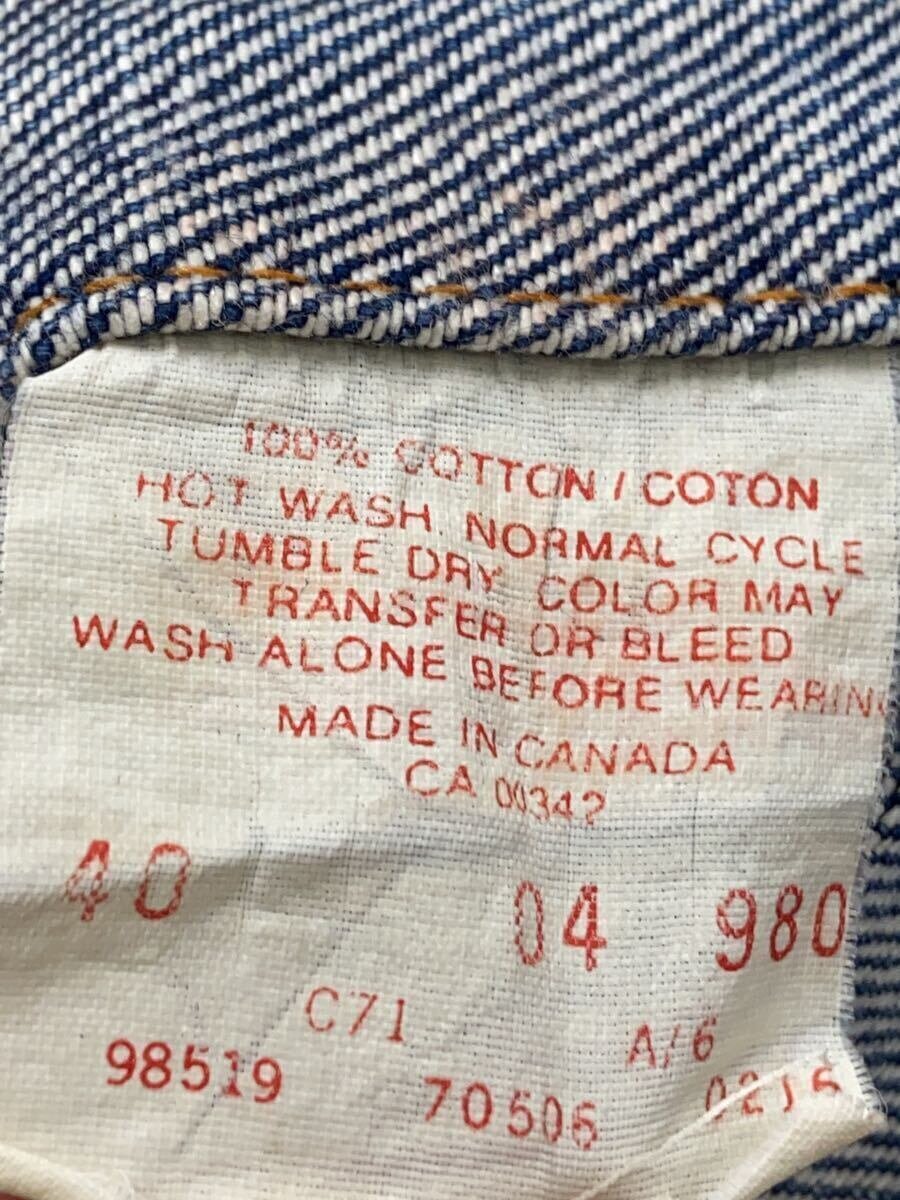 100% COTTON / COTON
HOT WASH NORMAL CYCLE
TUMBLE DRY COLOR MAY
TRANSFER OR BLEED
WASH ALONE BEFORE WEARING
MADE IN CANADA
CA 00342
40 04 980
C71 A/6
98519 70506 0216